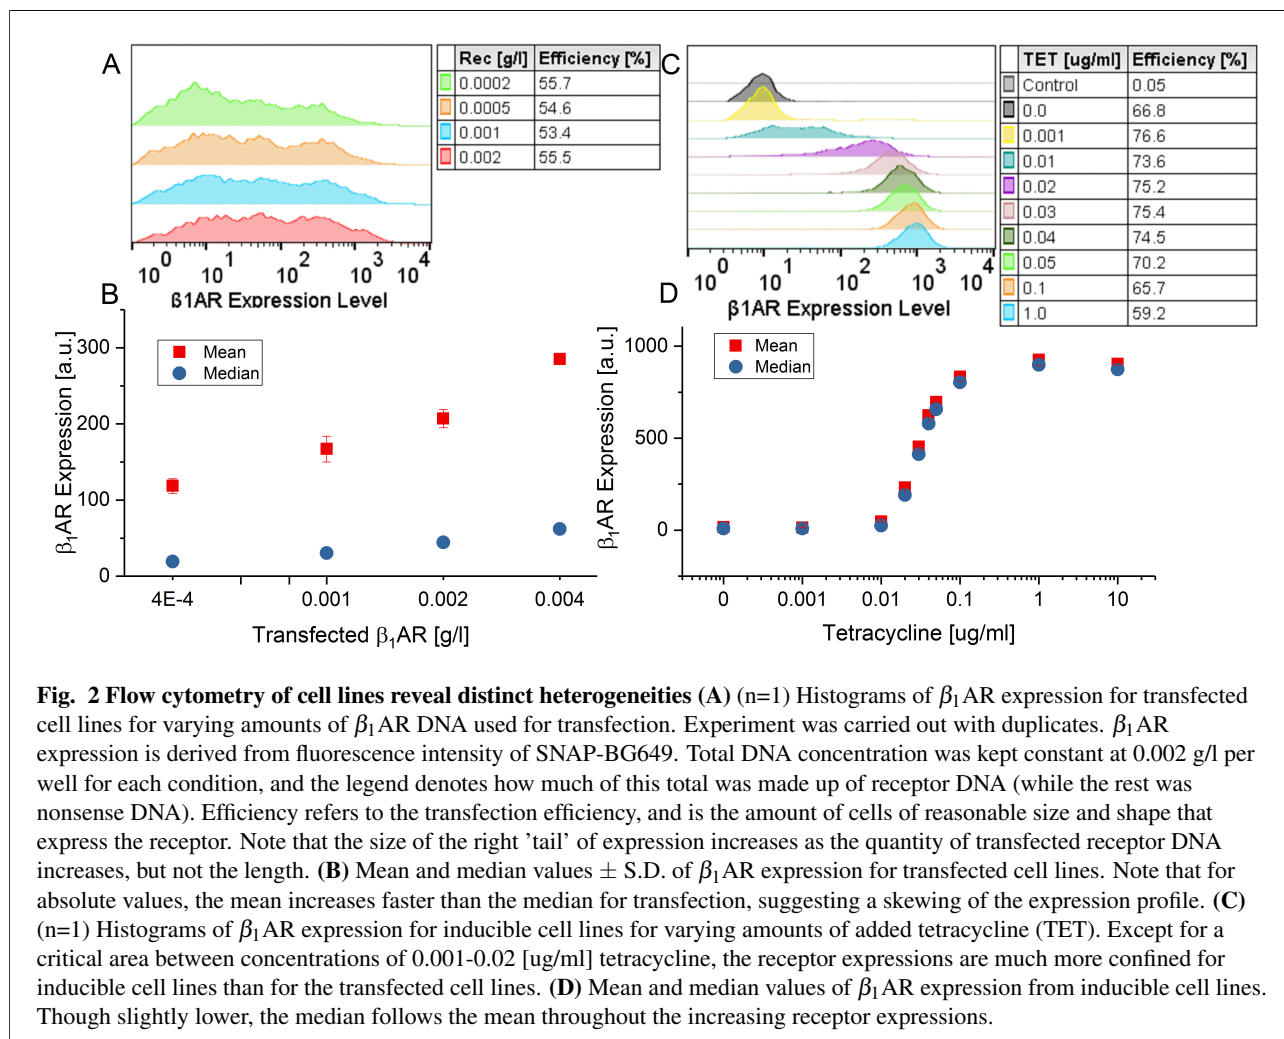 A
Rec [g/l] Efficiency [%]
0.0002 55.7
0.0005 54.6
0.001 53.4
0.002 55.5
10^0 10^1 10^2 10^3 10^4
β1AR Expression Level
C
TET [ug/ml] Efficiency [%]
Control 0.05
0.0 66.8
0.001 76.6
0.01 73.6
0.02 75.2
0.03 75.4
0.04 74.5
0.05 70.2
0.1 65.7
1.0 59.2
10^0 10^1 10^2 10^3 10^4
β1AR Expression Level
B
Mean
Median
300
200
100
0
β₁AR Expression [a.u.]
4E-4 0.001 0.002 0.004
Transfected β₁AR [g/l]
D
Mean
Median
1000
500
0
β₁AR Expression [a.u.]
0 0.001 0.01 0.1 1 10
Tetracycline [ug/ml]
Fig. 2 Flow cytometry of cell lines reveal distinct heterogeneities (A) (n=1) Histograms of β₁AR expression for transfected
cell lines for varying amounts of β₁AR DNA used for transfection. Experiment was carried out with duplicates. β₁AR
expression is derived from fluorescence intensity of SNAP-BG649. Total DNA concentration was kept constant at 0.002 g/l per
well for each condition, and the legend denotes how much of this total was made up of receptor DNA (while the rest was
nonsense DNA). Efficiency refers to the transfection efficiency, and is the amount of cells of reasonable size and shape that
express the receptor. Note that the size of the right ’tail’ of expression increases as the quantity of transfected receptor DNA
increases, but not the length. (B) Mean and median values ± S.D. of β₁AR expression for transfected cell lines. Note that for
absolute values, the mean increases faster than the median for transfection, suggesting a skewing of the expression profile. (C)
(n=1) Histograms of β₁AR expression for inducible cell lines for varying amounts of added tetracycline (TET). Except for a
critical area between concentrations of 0.001-0.02 [ug/ml] tetracycline, the receptor expressions are much more confined for
inducible cell lines than for the transfected cell lines. (D) Mean and median values of β₁AR expression from inducible cell lines.
Though slightly lower, the median follows the mean throughout the increasing receptor expressions.